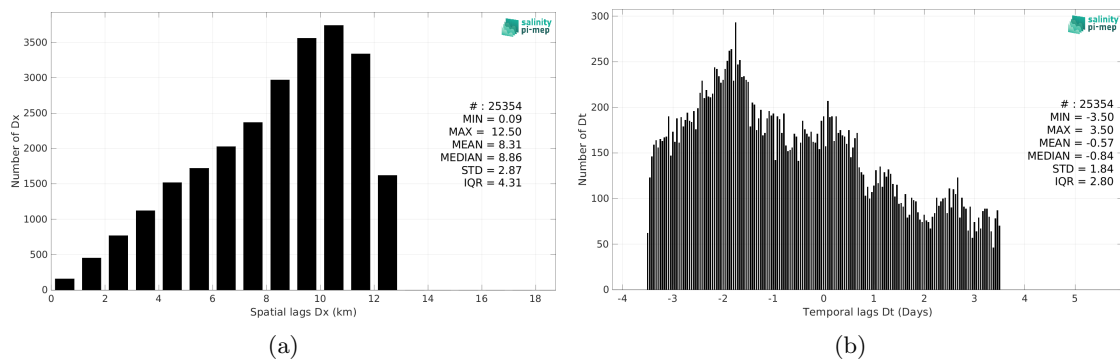 salinity
pi-mep
3500
3000
2500
2000
1500
1000
500
0
Number of Dx
# : 25354
MIN = 0.09
MAX = 12.50
MEAN = 8.31
MEDIAN = 8.86
STD = 2.87
IQR = 4.31
0 2 4 6 8 10 12 14 16 18
Spatial lags Dx (km)
(a)
salinity
pi-mep
300
250
200
150
100
50
0
Number of Dt
# : 25354
MIN = -3.50
MAX = 3.50
MEAN = -0.57
MEDIAN = -0.84
STD = 1.84
IQR = 2.80
-4 -3 -2 -1 0 1 2 3 4 5
Temporal lags Dt (Days)
(b)